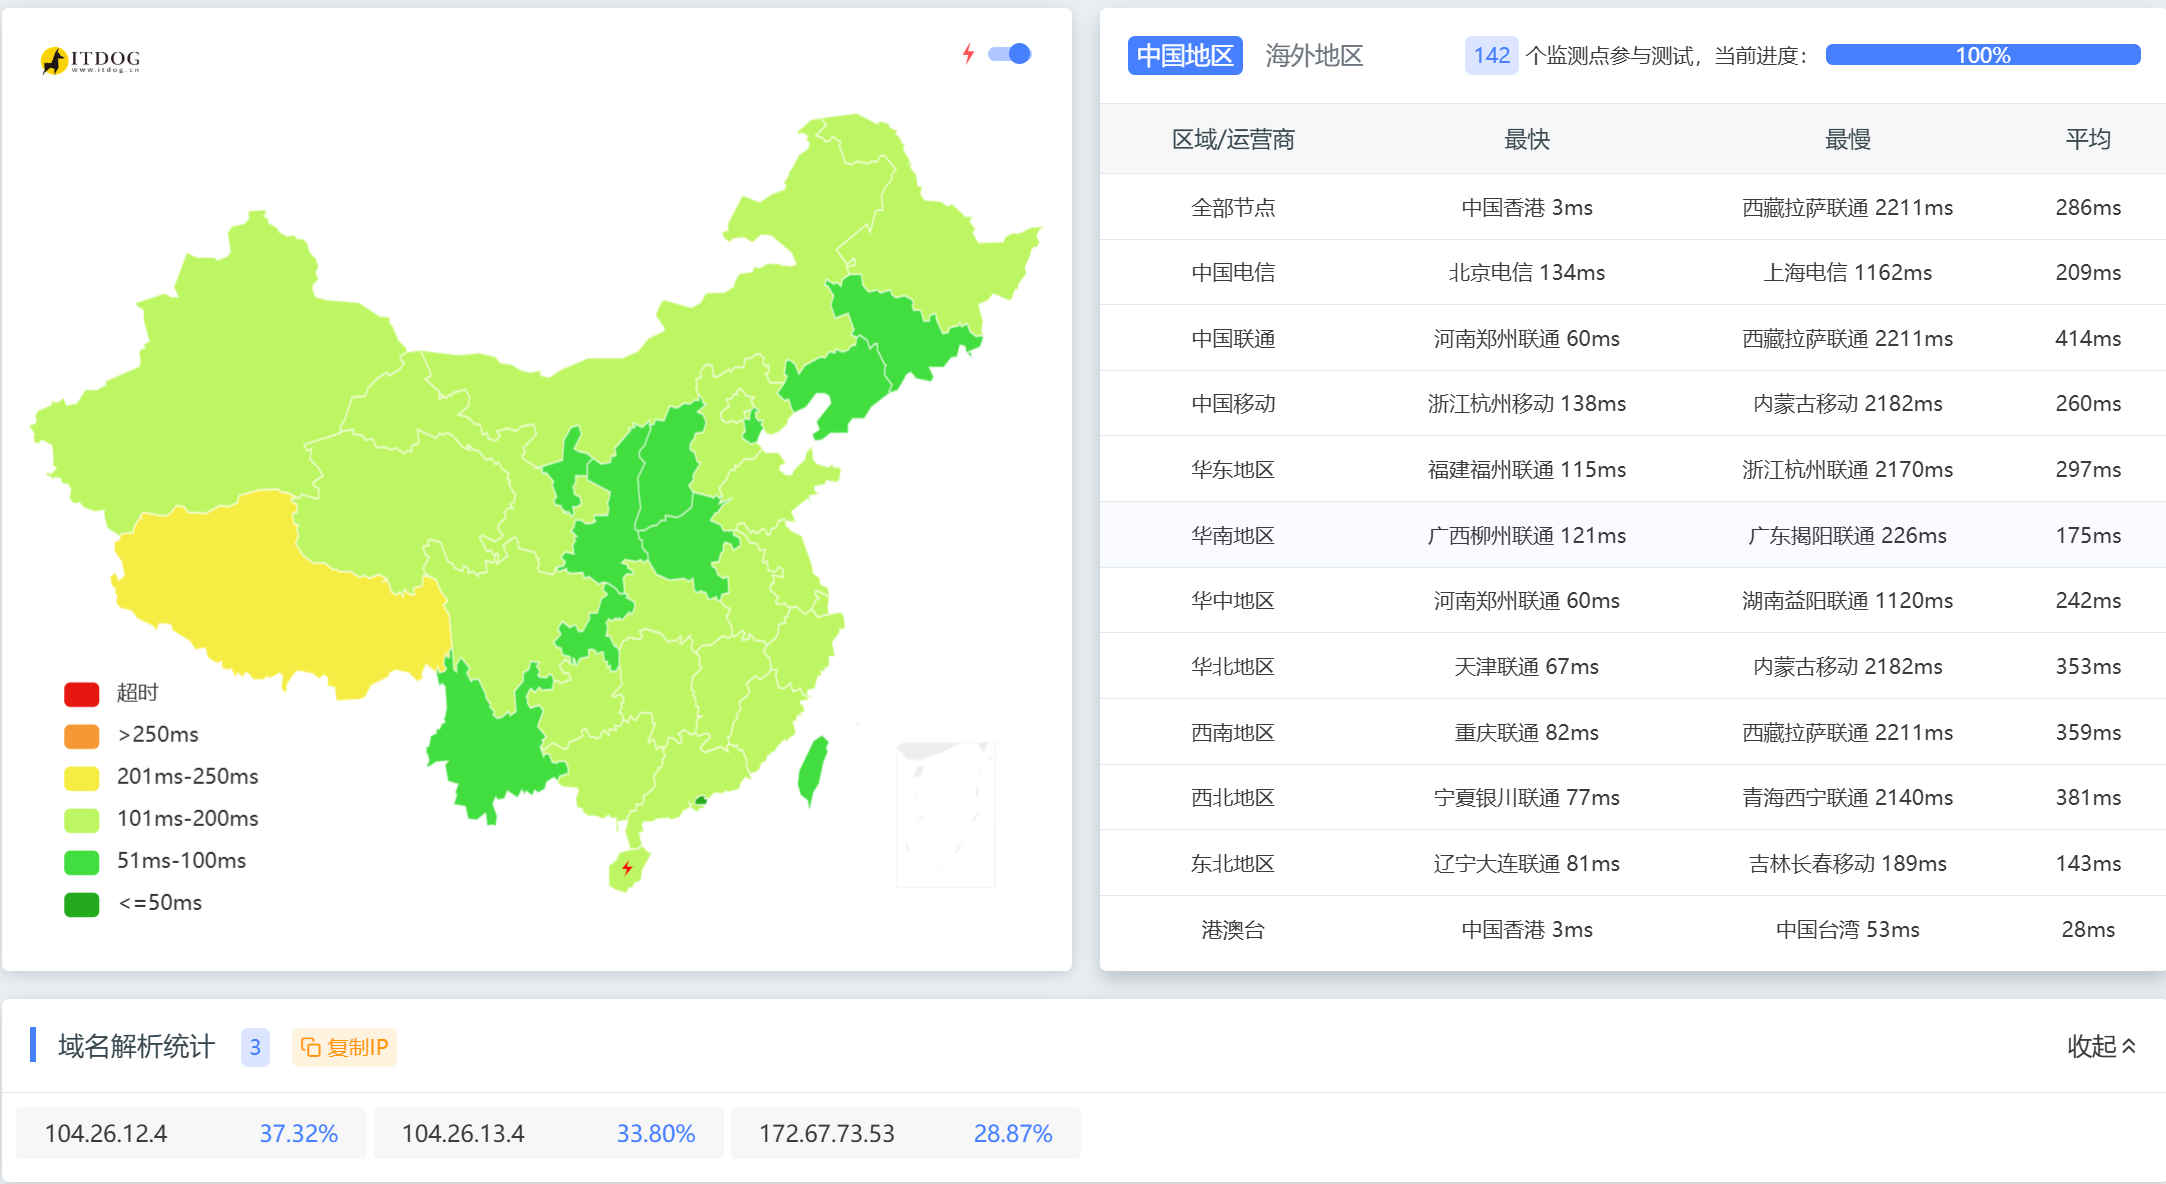 ITDOG
www.itdog.cn
超时
>250ms
201ms-250ms
101ms-200ms
51ms-100ms
<=50ms
中国地区 海外地区 142 个监测点参与测试，当前进度： 100%
区域/运营商 最快 最慢 平均
全部节点 中国香港 3ms 西藏拉萨联通 2211ms 286ms
中国电信 北京电信 134ms 上海电信 1162ms 209ms
中国联通 河南郑州联通 60ms 西藏拉萨联通 2211ms 414ms
中国移动 浙江杭州移动 138ms 内蒙古移动 2182ms 260ms
华东地区 福建福州联通 115ms 浙江杭州联通 2170ms 297ms
华南地区 广西柳州联通 121ms 广东揭阳联通 226ms 175ms
华中地区 河南郑州联通 60ms 湖南益阳联通 1120ms 242ms
华北地区 天津联通 67ms 内蒙古移动 2182ms 353ms
西南地区 重庆联通 82ms 西藏拉萨联通 2211ms 359ms
西北地区 宁夏银川联通 77ms 青海西宁联通 2140ms 381ms
东北地区 辽宁大连联通 81ms 吉林长春移动 189ms 143ms
港澳台 中国香港 3ms 中国台湾 53ms 28ms
域名解析统计 3 复制IP 收起
104.26.12.4 37.32% 104.26.13.4 33.80% 172.67.73.53 28.87%